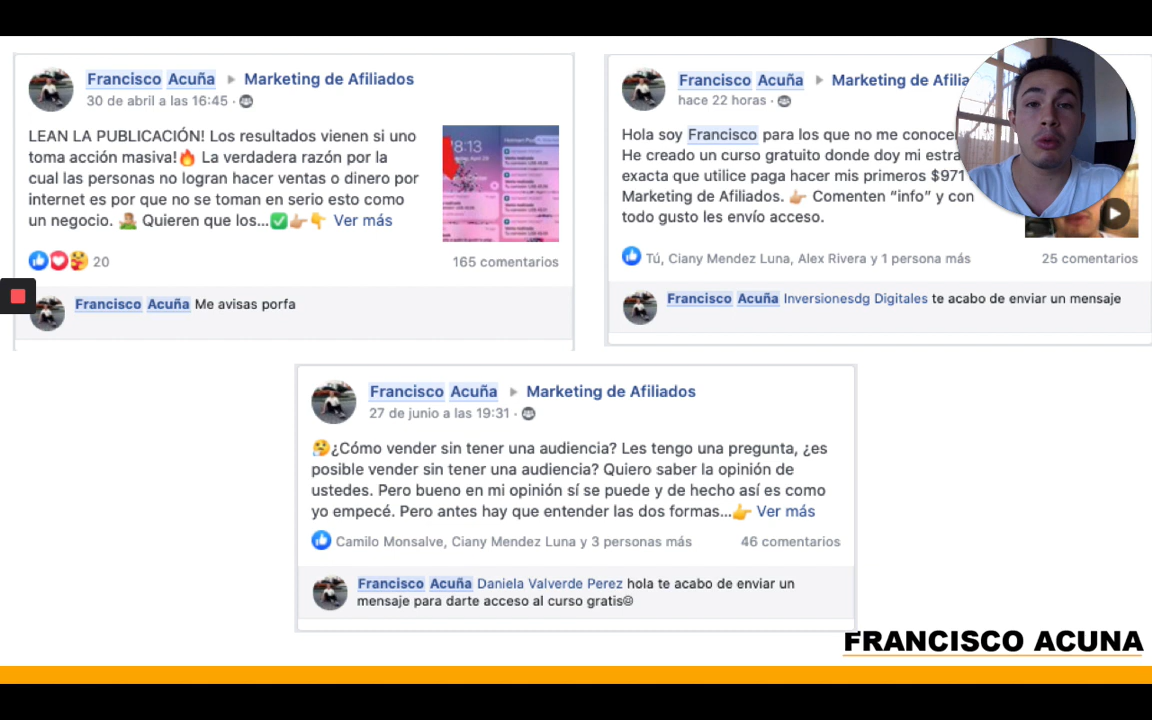 Francisco Acuña ▸ Marketing de Afiliados
30 de abril a las 16:45 ·
LEAN LA PUBLICACIÓN! Los resultados vienen si uno
toma acción masiva!🔥 La verdadera razón por la
cual las personas no logran hacer ventas o dinero por
internet es por que no se toman en serio esto como
un negocio. 🤷🏼‍♂️ Quieren que los...✅👉🏼👇 Ver más
20
165 comentarios
Francisco Acuña Me avisas porfa
Francisco Acuña ▸ Marketing de Afilia
hace 22 horas ·
Hola soy Francisco para los que no me conocen
He creado un curso gratuito donde doy mi estra
exacta que utilice paga hacer mis primeros $971
Marketing de Afiliados. 👉🏼 Comenten “info” y con
todo gusto les envío acceso.
Tú, Ciany Mendez Luna, Alex Rivera y 1 persona más
25 comentarios
Francisco Acuña Inversionesdg Digitales te acabo de enviar un mensaje
Francisco Acuña ▸ Marketing de Afiliados
27 de junio a las 19:31 ·
🤔¿Cómo vender sin tener una audiencia? Les tengo una pregunta, ¿es
posible vender sin tener una audiencia? Quiero saber la opinión de
ustedes. Pero bueno en mi opinión sí se puede y de hecho así es como
yo empecé. Pero antes hay que entender las dos formas...👉 Ver más
Camilo Monsalve, Ciany Mendez Luna y 3 personas más
46 comentarios
Francisco Acuña Daniela Valverde Perez hola te acabo de enviar un
mensaje para darte acceso al curso gratis☺
FRANCISCO ACUNA